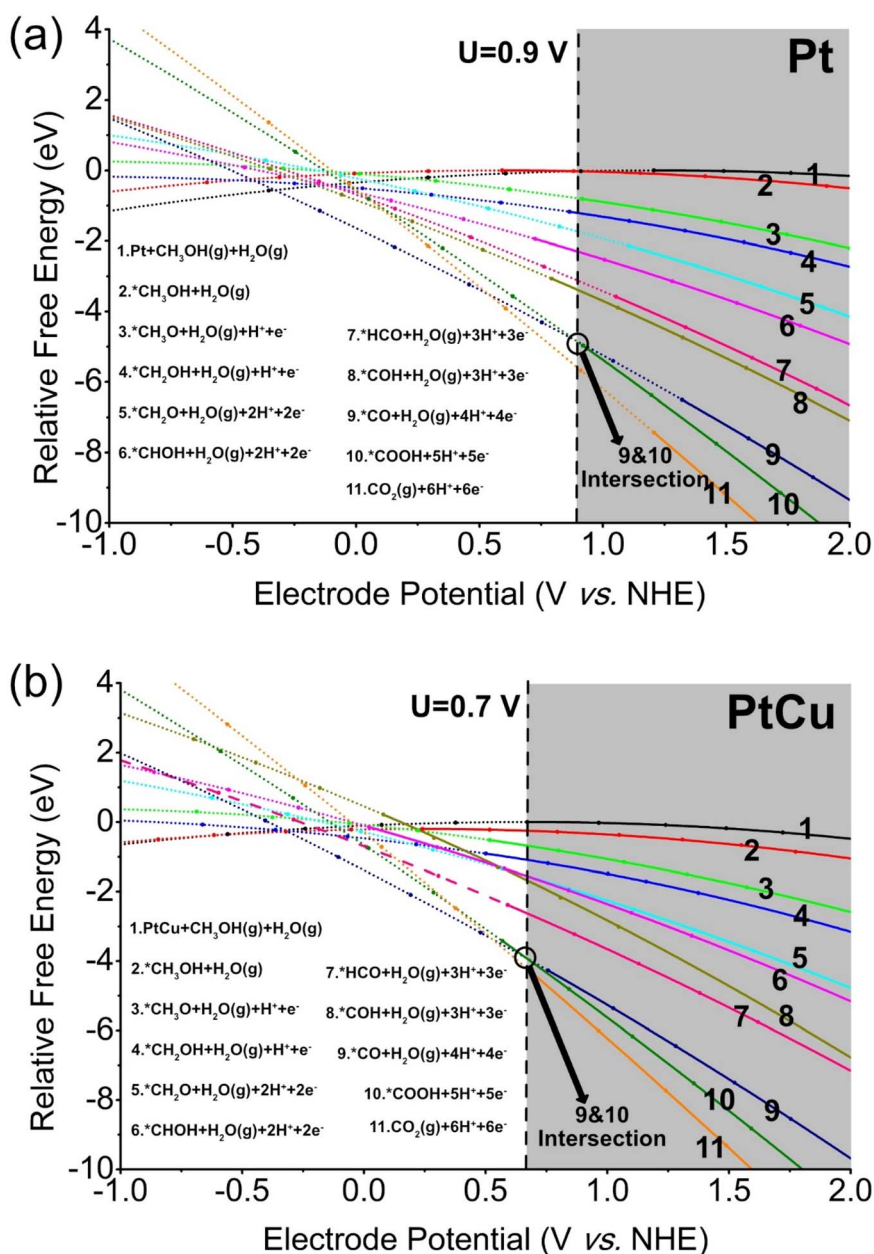 (a)
U=0.9 V
Pt
4
2
0
-2
-4
-6
-8
-10
Relative Free Energy (eV)
1
2
3
4
5
6
7
8
9
10
11
1.Pt+CH₃OH(g)+H₂O(g)
2.*CH₃OH+H₂O(g)
3.*CH₃O+H₂O(g)+H⁺+e⁻
4.*CH₂OH+H₂O(g)+H⁺+e⁻
5.*CH₂O+H₂O(g)+2H⁺+2e⁻
6.*CHOH+H₂O(g)+2H⁺+2e⁻
7.*HCO+H₂O(g)+3H⁺+3e⁻
8.*COH+H₂O(g)+3H⁺+3e⁻
9.*CO+H₂O(g)+4H⁺+4e⁻
10.*COOH+5H⁺+5e⁻
11.CO₂(g)+6H⁺+6e⁻
9&10
Intersection
-1.0 -0.5 0.0 0.5 1.0 1.5 2.0
Electrode Potential (V vs. NHE)
(b)
U=0.7 V
PtCu
4
2
0
-2
-4
-6
-8
-10
Relative Free Energy (eV)
1
2
3
4
5
6
7
8
9
10
11
1.PtCu+CH₃OH(g)+H₂O(g)
2.*CH₃OH+H₂O(g)
3.*CH₃O+H₂O(g)+H⁺+e⁻
4.*CH₂OH+H₂O(g)+H⁺+e⁻
5.*CH₂O+H₂O(g)+2H⁺+2e⁻
6.*CHOH+H₂O(g)+2H⁺+2e⁻
7.*HCO+H₂O(g)+3H⁺+3e⁻
8.*COH+H₂O(g)+3H⁺+3e⁻
9.*CO+H₂O(g)+4H⁺+4e⁻
10.*COOH+5H⁺+5e⁻
11.CO₂(g)+6H⁺+6e⁻
9&10
Intersection
-1.0 -0.5 0.0 0.5 1.0 1.5 2.0
Electrode Potential (V vs. NHE)